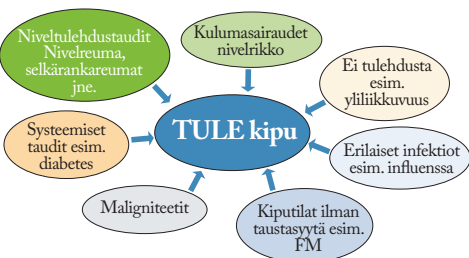 Niveltulehdustaudit
Nivelreuma,
selkärankareumat
jne.
Kulumasairaudet
nivelrikko
Ei tulehdusta
esim.
yliliikkuvuus
Systeemiset
taudit esim.
diabetes
TULE kipu
Erilaiset infektiot
esim. influenssa
Maligniteetit
Kiputilat ilman
taustasyytä esim.
FM